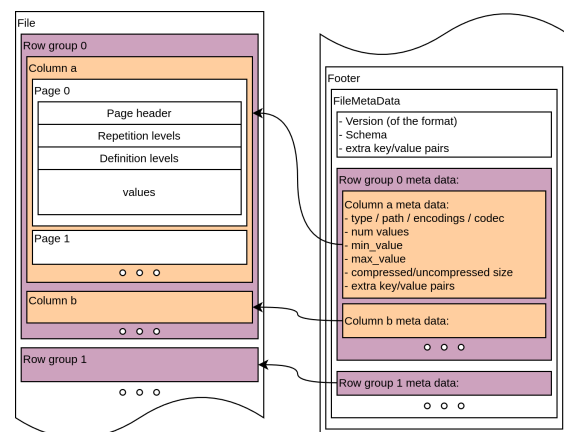 File
Row group 0
Column a
Page 0
Page header
Repetition levels
Definition levels
values
Page 1
Column b
Row group 1
Footer
FileMetaData
- Version (of the format)
- Schema
- extra key/value pairs
Row group 0 meta data:
Column a meta data:
- type / path / encodings / codec
- num values
- min_value
- max_value
- compressed/uncompressed size
- extra key/value pairs
Column b meta data:
Row group 1 meta data: